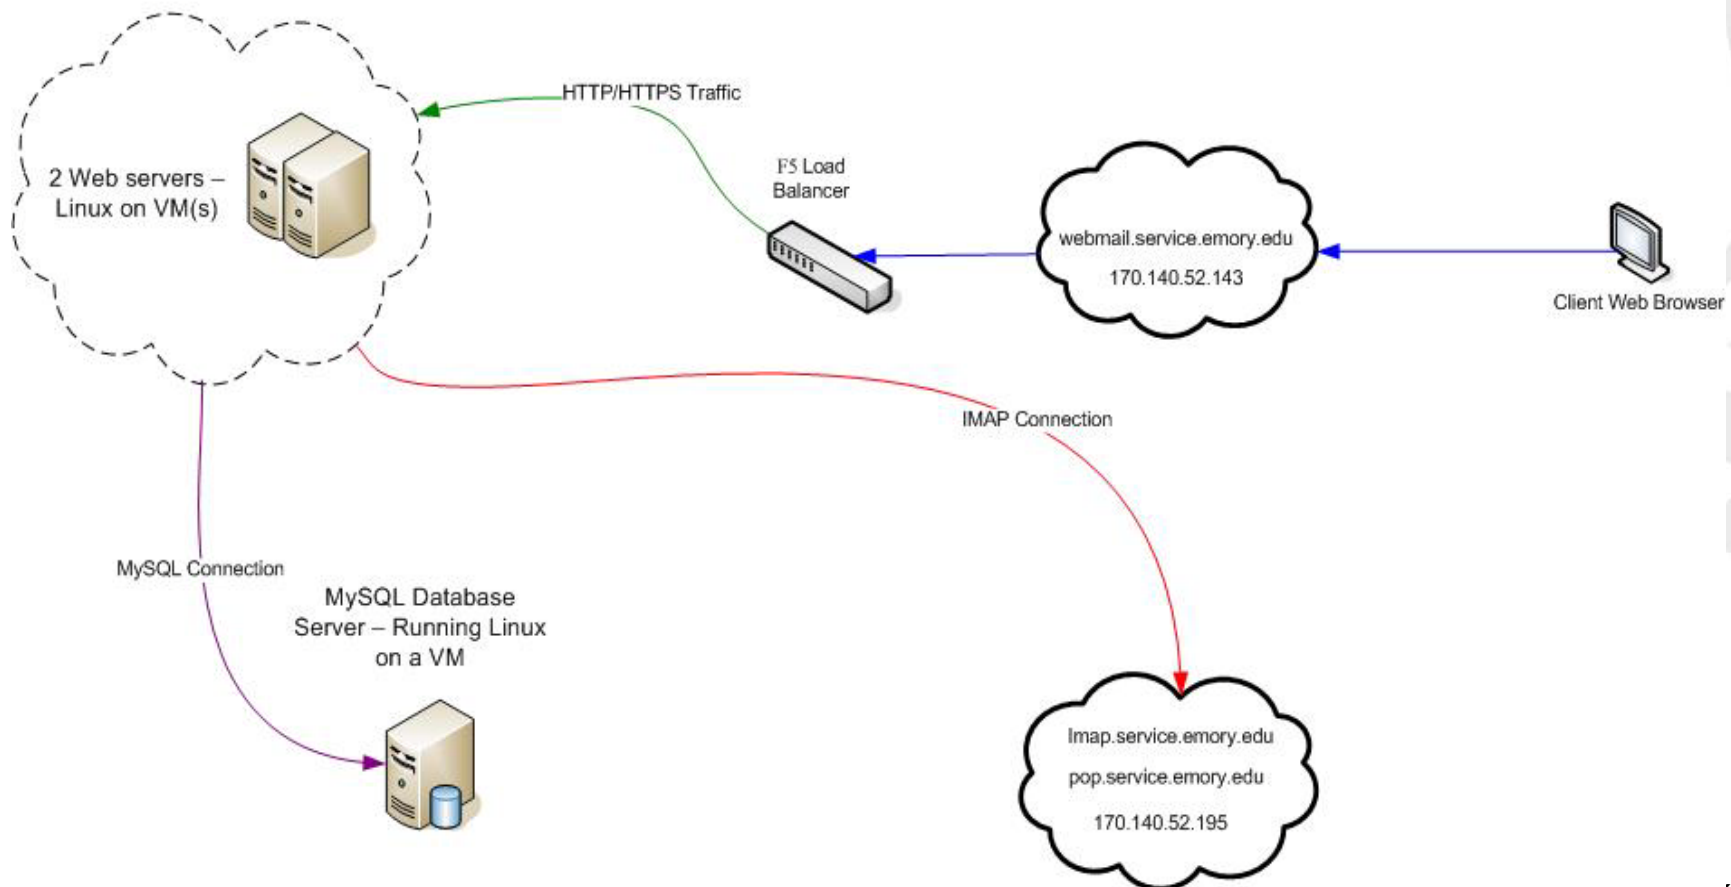 HTTP/HTTPS Traffic
2 Web servers –
Linux on VM(s)
F5 Load
Balancer
webmail.service.emory.edu
170.140.52.143
Client Web Browser
IMAP Connection
MySQL Connection
MySQL Database
Server – Running Linux
on a VM
Imap.service.emory.edu
pop.service.emory.edu
170.140.52.195